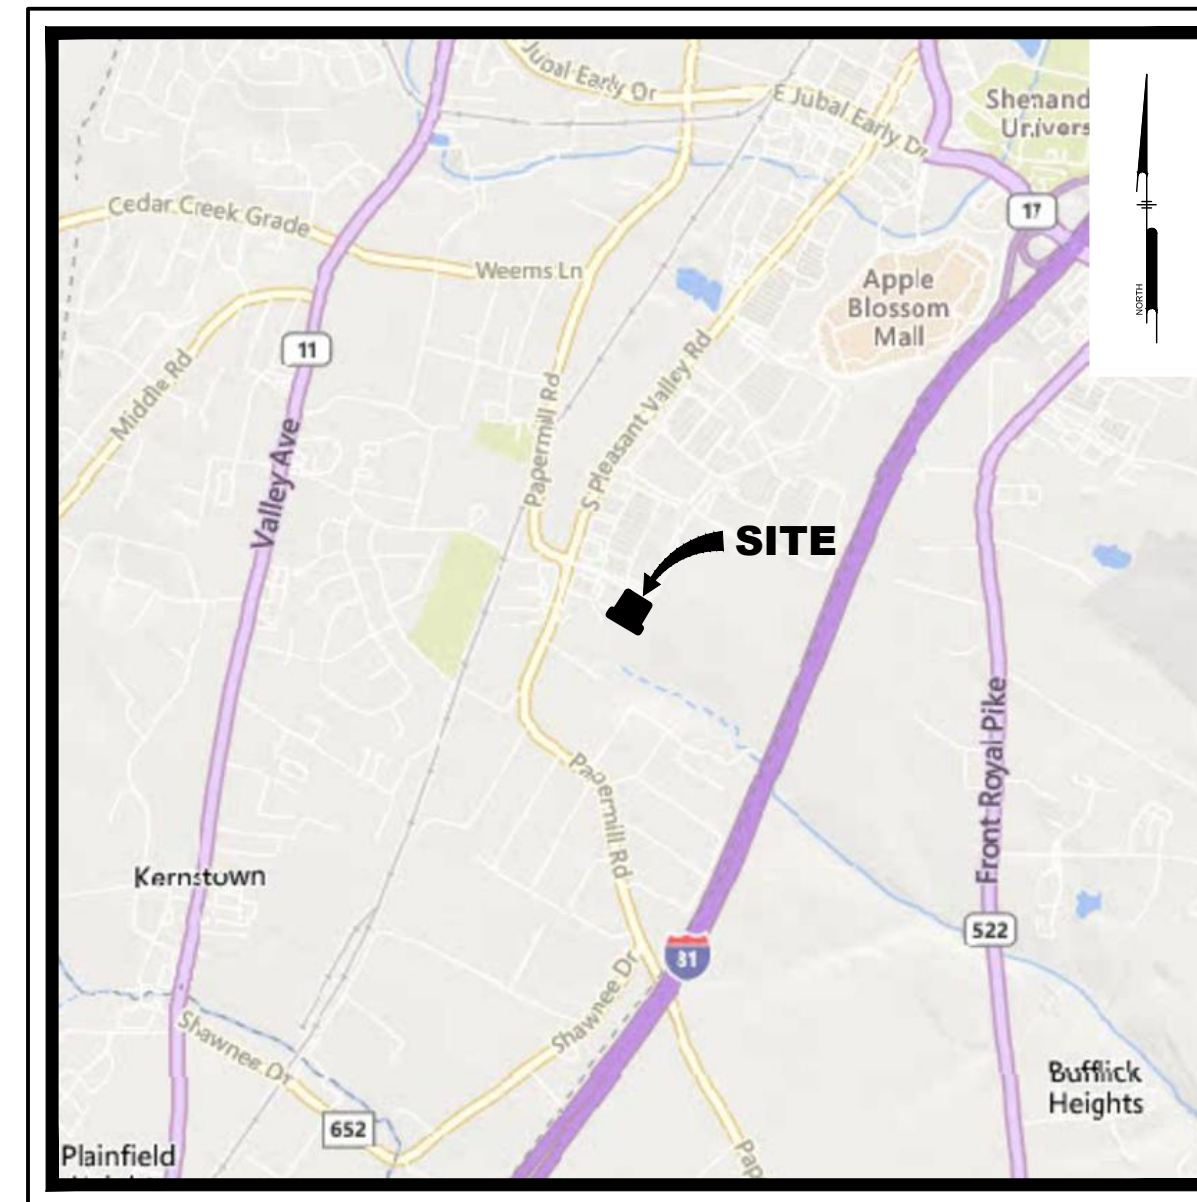 Jubal Early Dr
E Jubal Early Dr
Shenand
Univers
17
Cedar Creek Grade
Weems Ln
Apple
Blossom
Mall
NORTH
11
Middle Rd
Papermill Rd
S Pleasant Valley Rd
Valley Ave
SITE
Front Royal Pike
Papermill Rd
Kernstown
522
81
Shawnee Dr
Shawnee Dr
Bufflick
Heights
652
Plainfield
Pap